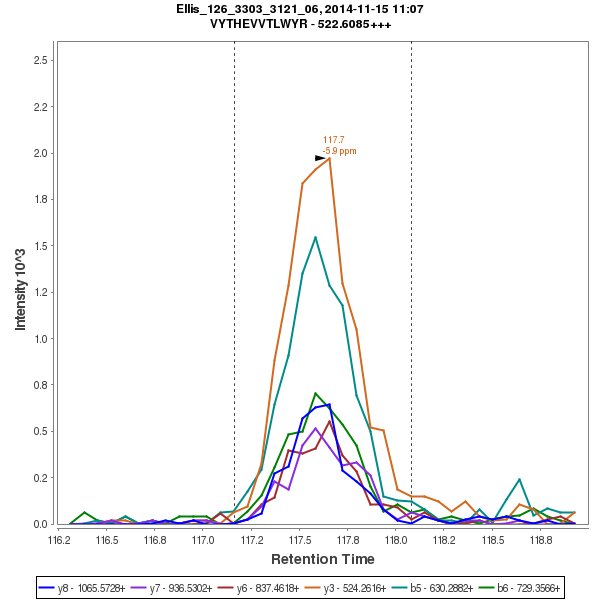 Ellis_126_3303_3121_06, 2014-11-15 11:07
VYTHEVVTLWYR - 522.6085+++
2.5
2.2
2.0
1.8
1.5
1.2
1.0
0.8
0.5
0.2
0.0
Intensity 10^3
117.7
-5.9 ppm
116.2 116.5 116.8 117.0 117.2 117.5 117.8 118.0 118.2 118.5 118.8
Retention Time
y8 - 1065.5728+ y7 - 936.5302+ y6 - 837.4618+ y3 - 524.2616+ b5 - 630.2882+ b6 - 729.3566+